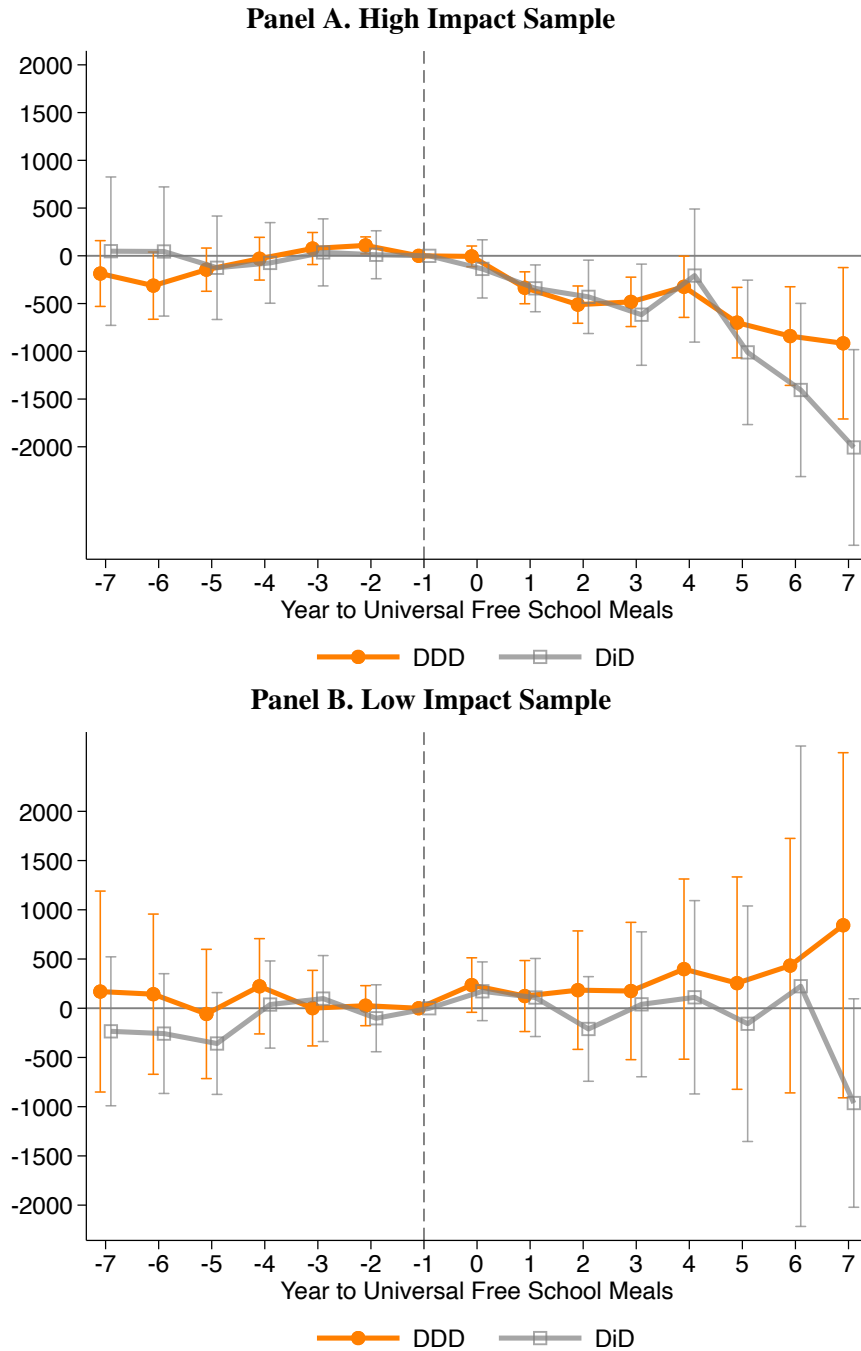 Panel A. High Impact Sample
2000
1500
1000
500
0
-500
-1000
-1500
-2000
-7 -6 -5 -4 -3 -2 -1 0 1 2 3 4 5 6 7
Year to Universal Free School Meals
DDD DiD
Panel B. Low Impact Sample
2000
1500
1000
500
0
-500
-1000
-1500
-2000
-7 -6 -5 -4 -3 -2 -1 0 1 2 3 4 5 6 7
Year to Universal Free School Meals
DDD DiD